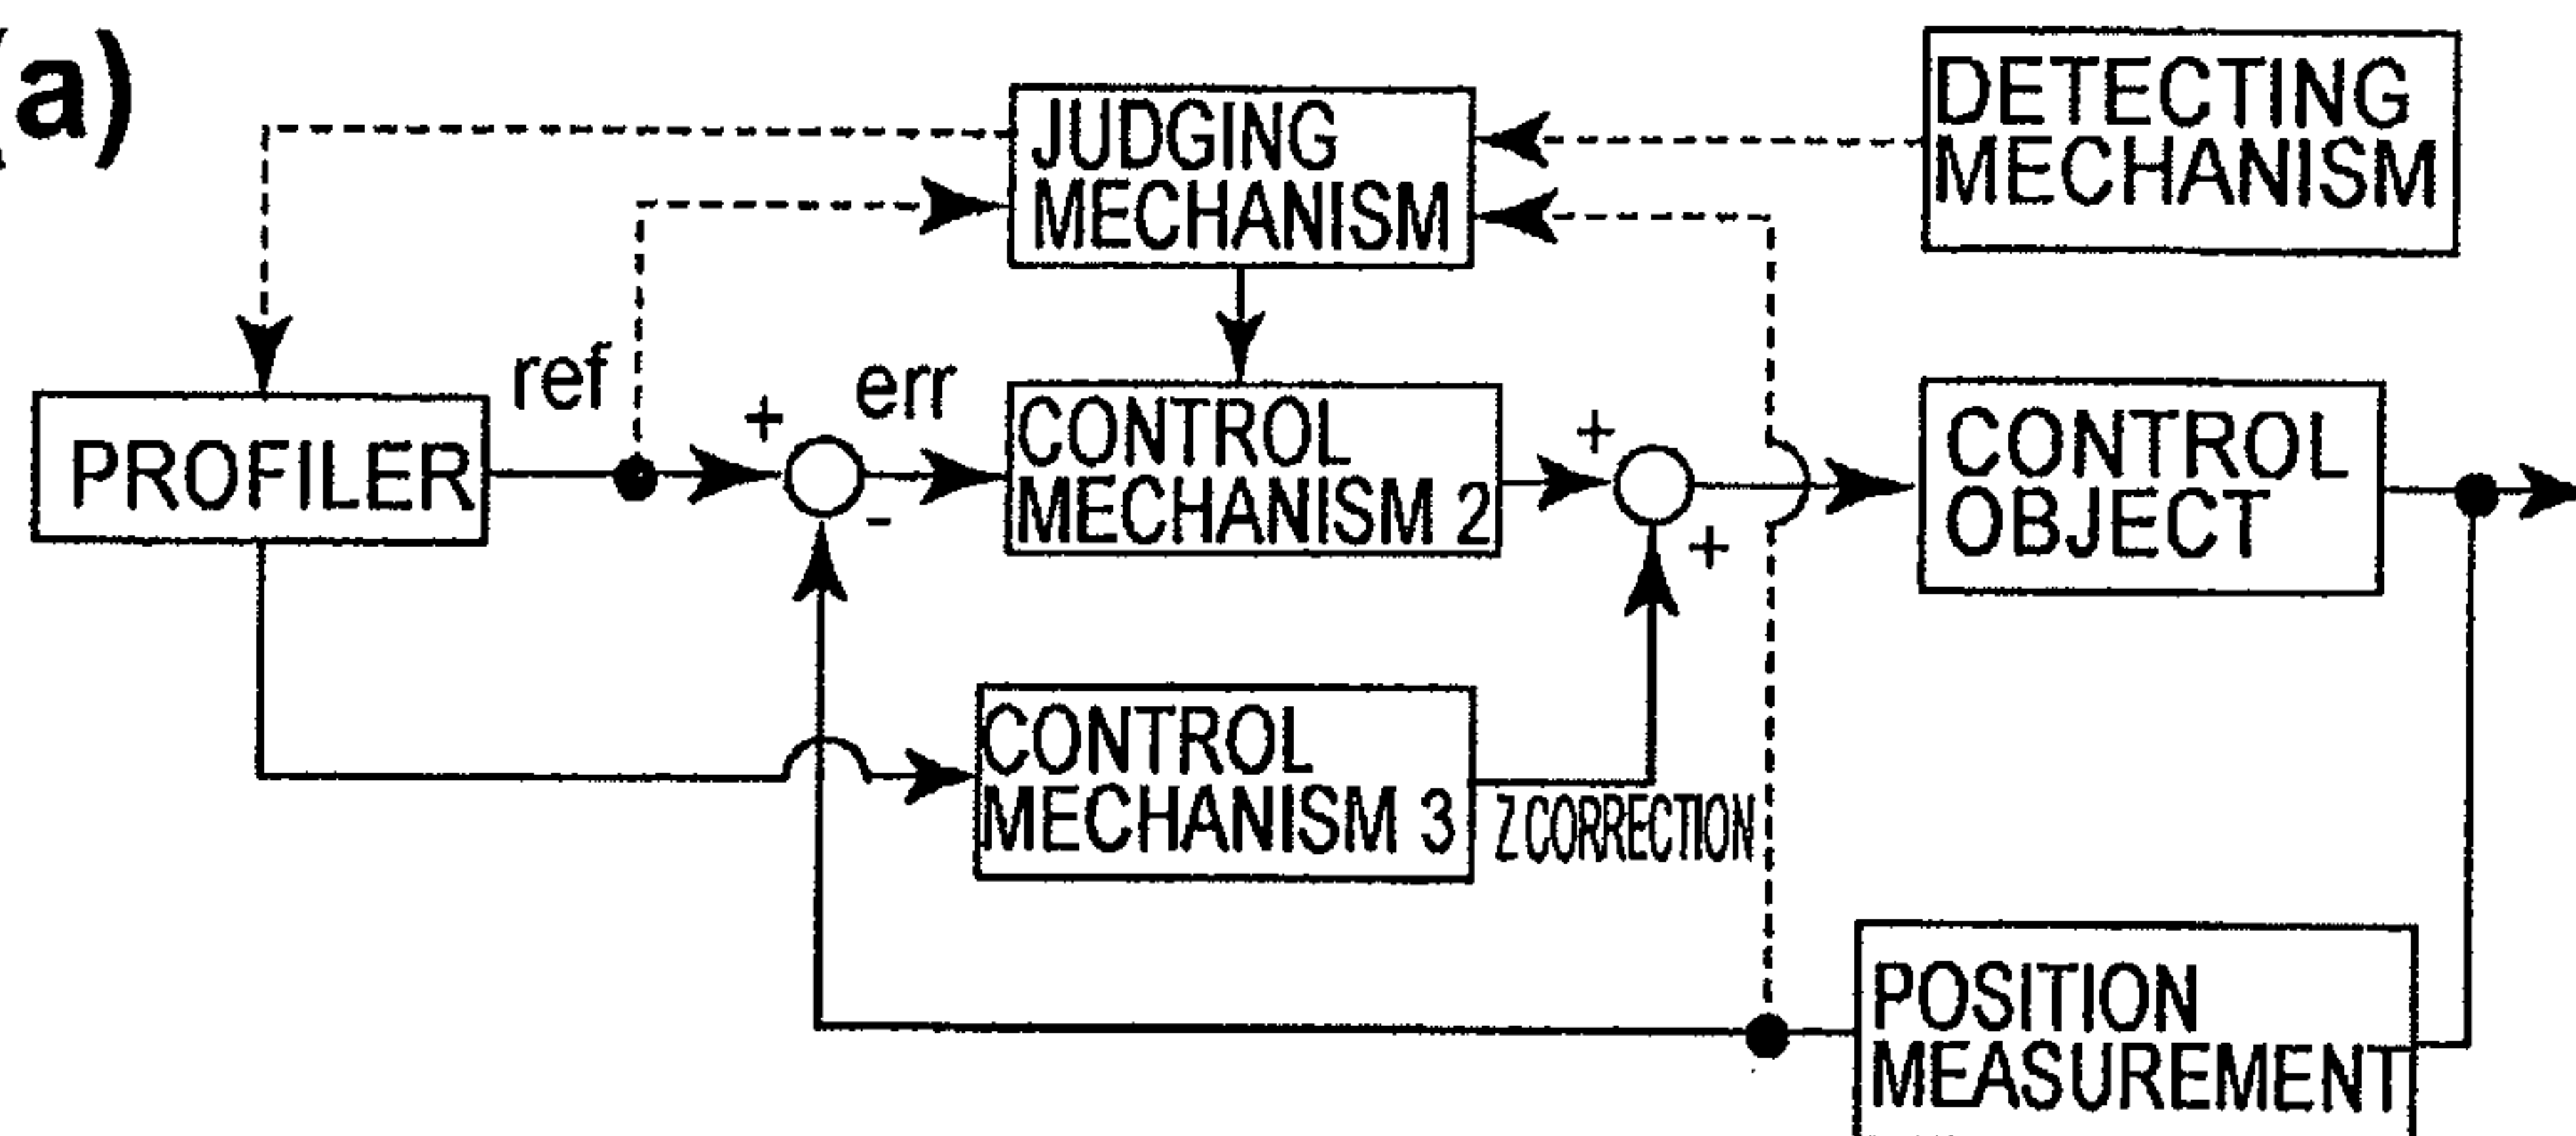 (a)
JUDGING
MECHANISM
DETECTING
MECHANISM
PROFILER
ref
+
err
-
CONTROL
MECHANISM 2
+
+
CONTROL
OBJECT
CONTROL
MECHANISM 3
Z CORRECTION
POSITION
MEASUREMENT